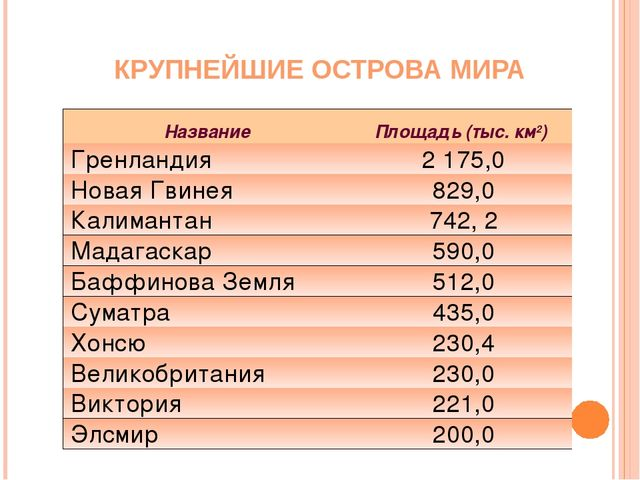 КРУПНЕЙШИЕ ОСТРОВА МИРА
Название Площадь (тыс. км²)
Гренландия 2 175,0
Новая Гвинея 829,0
Калимантан 742, 2
Мадагаскар 590,0
Баффинова Земля 512,0
Суматра 435,0
Хонсю 230,4
Великобритания 230,0
Виктория 221,0
Элсмир 200,0